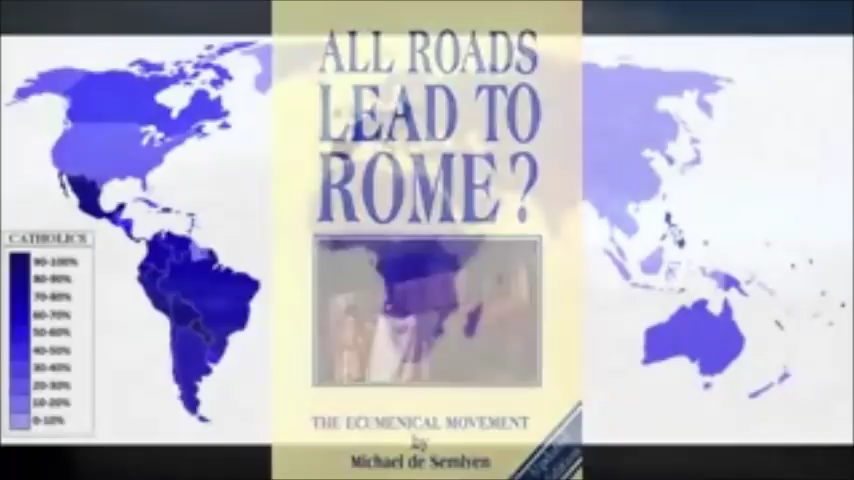 ALL ROADS
LEAD TO
ROME?
CATHOLICS
90-100%
80-90%
70-80%
60-70%
50-60%
40-50%
30-40%
20-30%
10-20%
0-10%
THE ECUMENICAL MOVEMENT
by
Michael de Semlyen